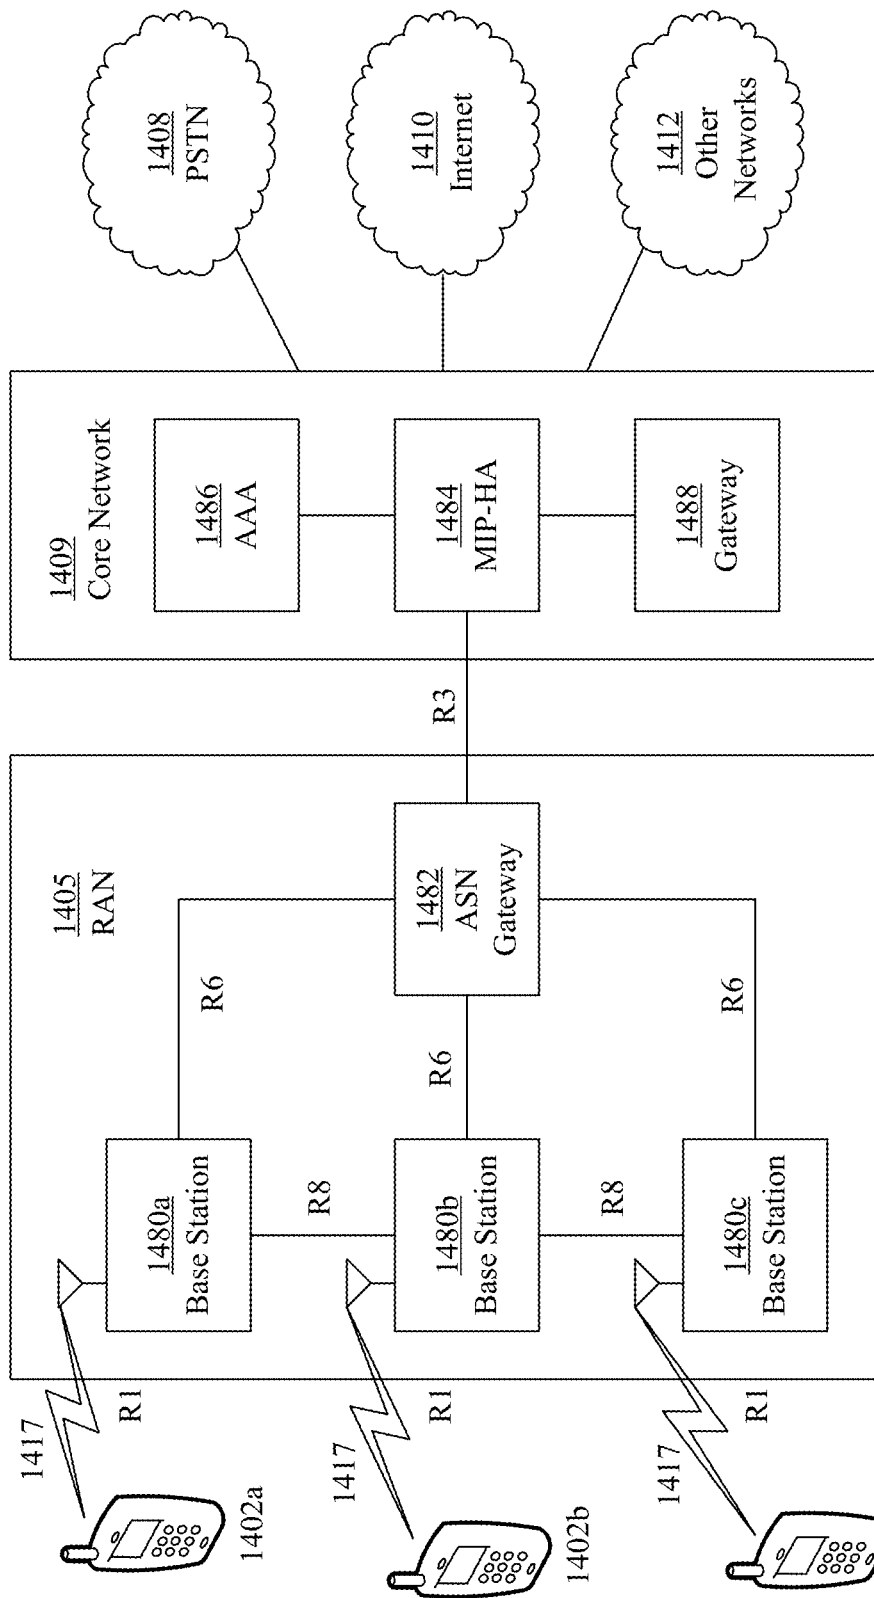 1402a
1402b
1417
1417
1417
R1
R1
R1
1405
RAN
1480a
Base Station
1480b
Base Station
1480c
Base Station
R8
R8
R6
R6
R6
1482
ASN
Gateway
R3
1409
Core Network
1486
AAA
1484
MIP-HA
1488
Gateway
1408
PSTN
1410
Internet
1412
Other
Networks